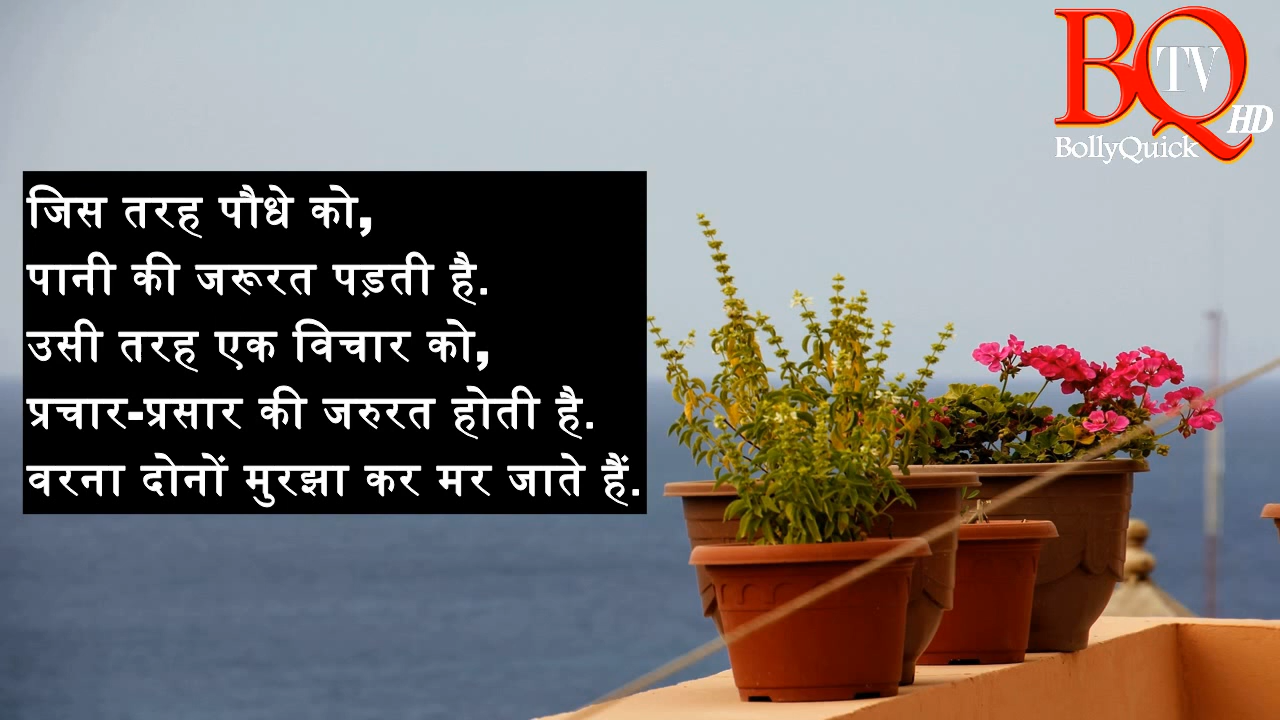 जिस तरह पौधे को,
पानी की जरूरत पड़ती है.
उसी तरह एक विचार को,
प्रचार-प्रसार की जरुरत होती है.
वरना दोनों मुरझा कर मर जाते हैं.
BQ TV HD
BollyQuick